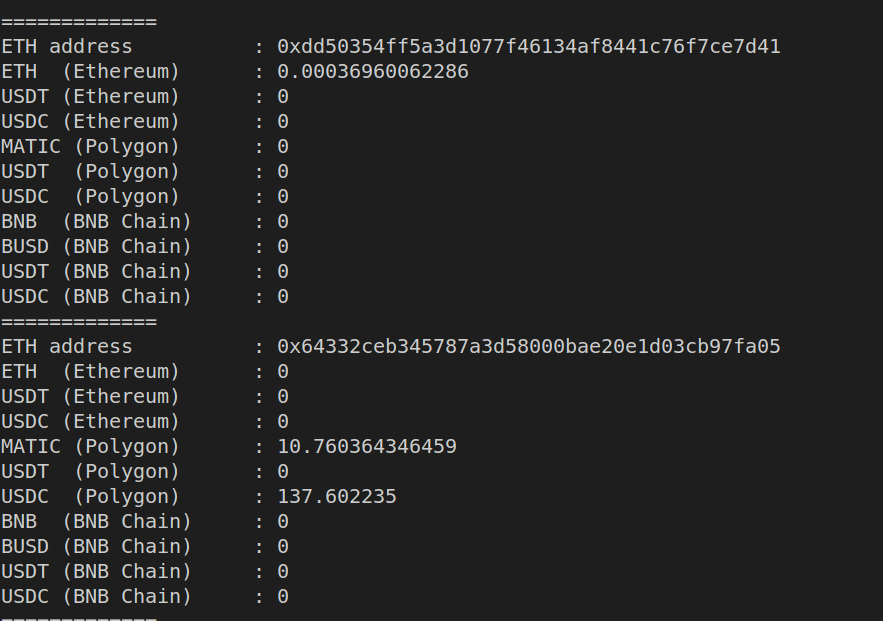 =============
ETH address          : 0xdd50354ff5a3d1077f46134af8441c76f7ce7d41
ETH  (Ethereum)      : 0.00036960062286
USDT (Ethereum)      : 0
USDC (Ethereum)      : 0
MATIC (Polygon)      : 0
USDT  (Polygon)      : 0
USDC  (Polygon)      : 0
BNB  (BNB Chain)     : 0
BUSD (BNB Chain)     : 0
USDT (BNB Chain)     : 0
USDC (BNB Chain)     : 0
=============
ETH address          : 0x64332ceb345787a3d58000bae20e1d03cb97fa05
ETH  (Ethereum)      : 0
USDT (Ethereum)      : 0
USDC (Ethereum)      : 0
MATIC (Polygon)      : 10.760364346459
USDT  (Polygon)      : 0
USDC  (Polygon)      : 137.602235
BNB  (BNB Chain)     : 0
BUSD (BNB Chain)     : 0
USDT (BNB Chain)     : 0
USDC (BNB Chain)     : 0
=============